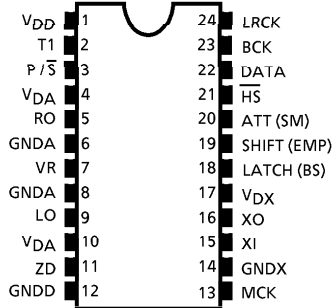 VDD 1 24 LRCK
T1 2 23 BCK
P/S̅ 3 22 DATA
VDA 4 21 H̅S̅
RO 5 20 ATT (SM)
GNDA 6 19 SHIFT (EMP)
VR 7 18 LATCH (BS)
GNDA 8 17 VDX
LO 9 16 XO
VDA 10 15 XI
ZD 11 14 GNDX
GNDD 12 13 MCK